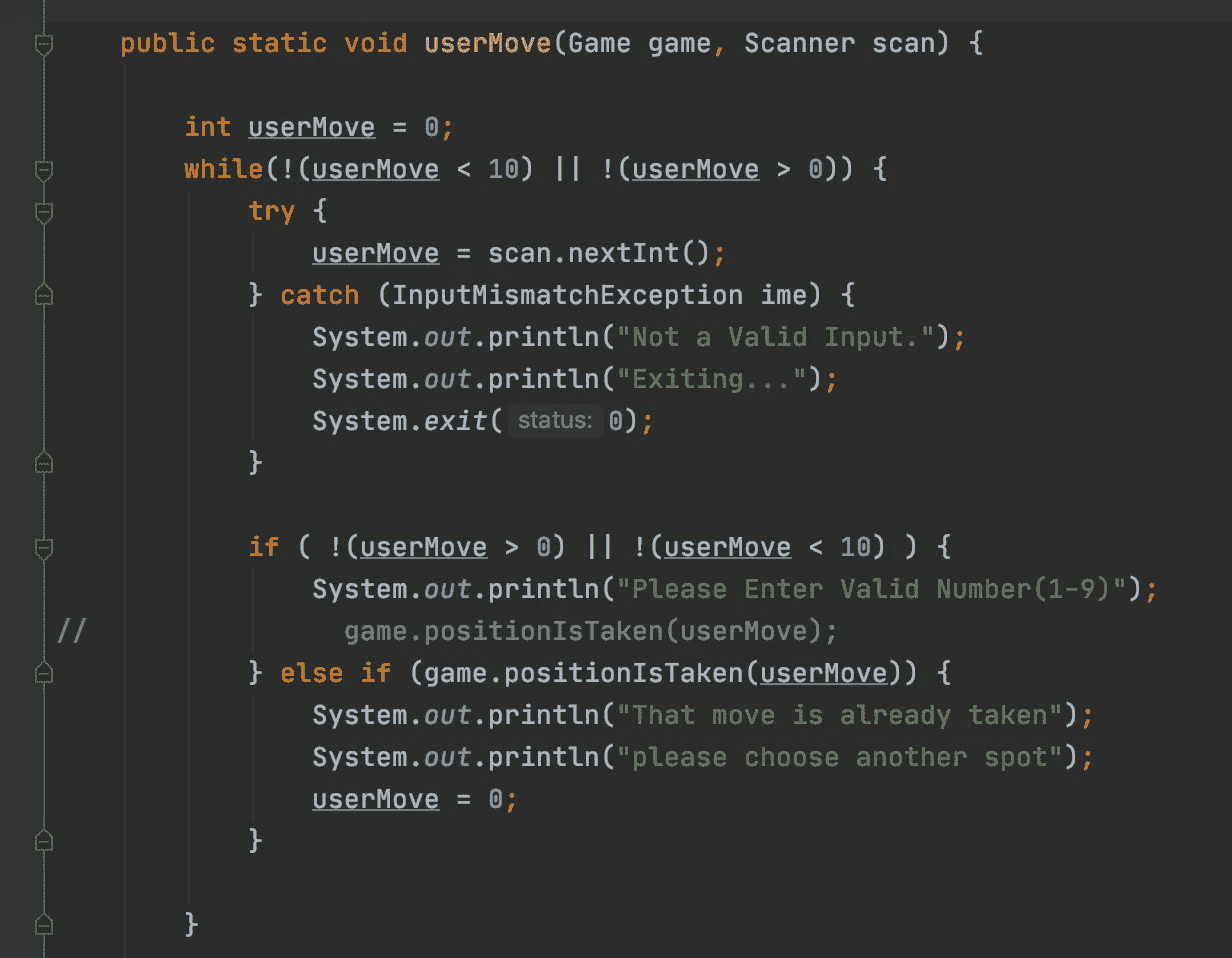 public static void userMove(Game game, Scanner scan) {
int userMove = 0;
while(!(userMove < 10) || !(userMove > 0)) {
try {
userMove = scan.nextInt();
} catch (InputMismatchException ime) {
System.out.println("Not a Valid Input.");
System.out.println("Exiting...");
System.exit( status: 0);
}
if ( !(userMove > 0) || !(userMove < 10) ) {
System.out.println("Please Enter Valid Number(1-9)");
// game.positionIsTaken(userMove);
} else if (game.positionIsTaken(userMove)) {
System.out.println("That move is already taken");
System.out.println("please choose another spot");
userMove = 0;
}
}